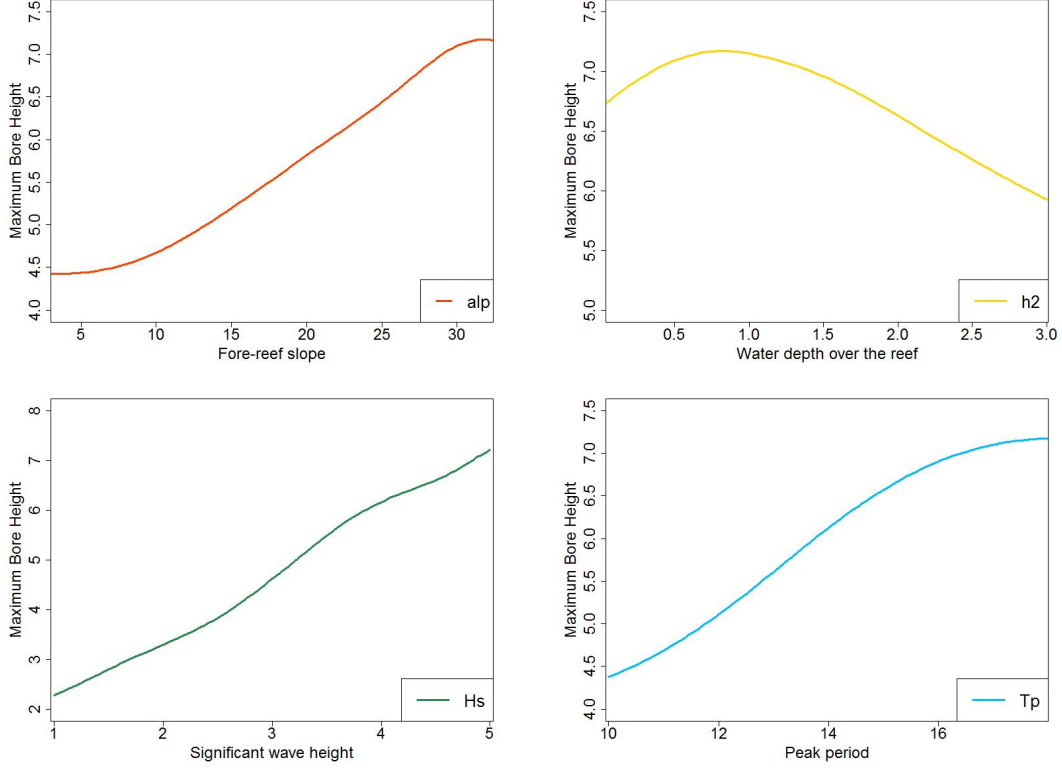 7.5
7.0
6.5
6.0
5.5
5.0
4.5
4.0
Maximum Bore Height
5 10 15 20 25 30
Fore-reef slope
alp
7.5
7.0
6.5
6.0
5.5
5.0
Maximum Bore Height
0.5 1.0 1.5 2.0 2.5 3.0
Water depth over the reef
h2
8
7
6
5
4
3
2
Maximum Bore Height
1 2 3 4 5
Significant wave height
Hs
7.5
7.0
6.5
6.0
5.5
5.0
4.5
4.0
Maximum Bore Height
10 12 14 16
Peak period
Tp